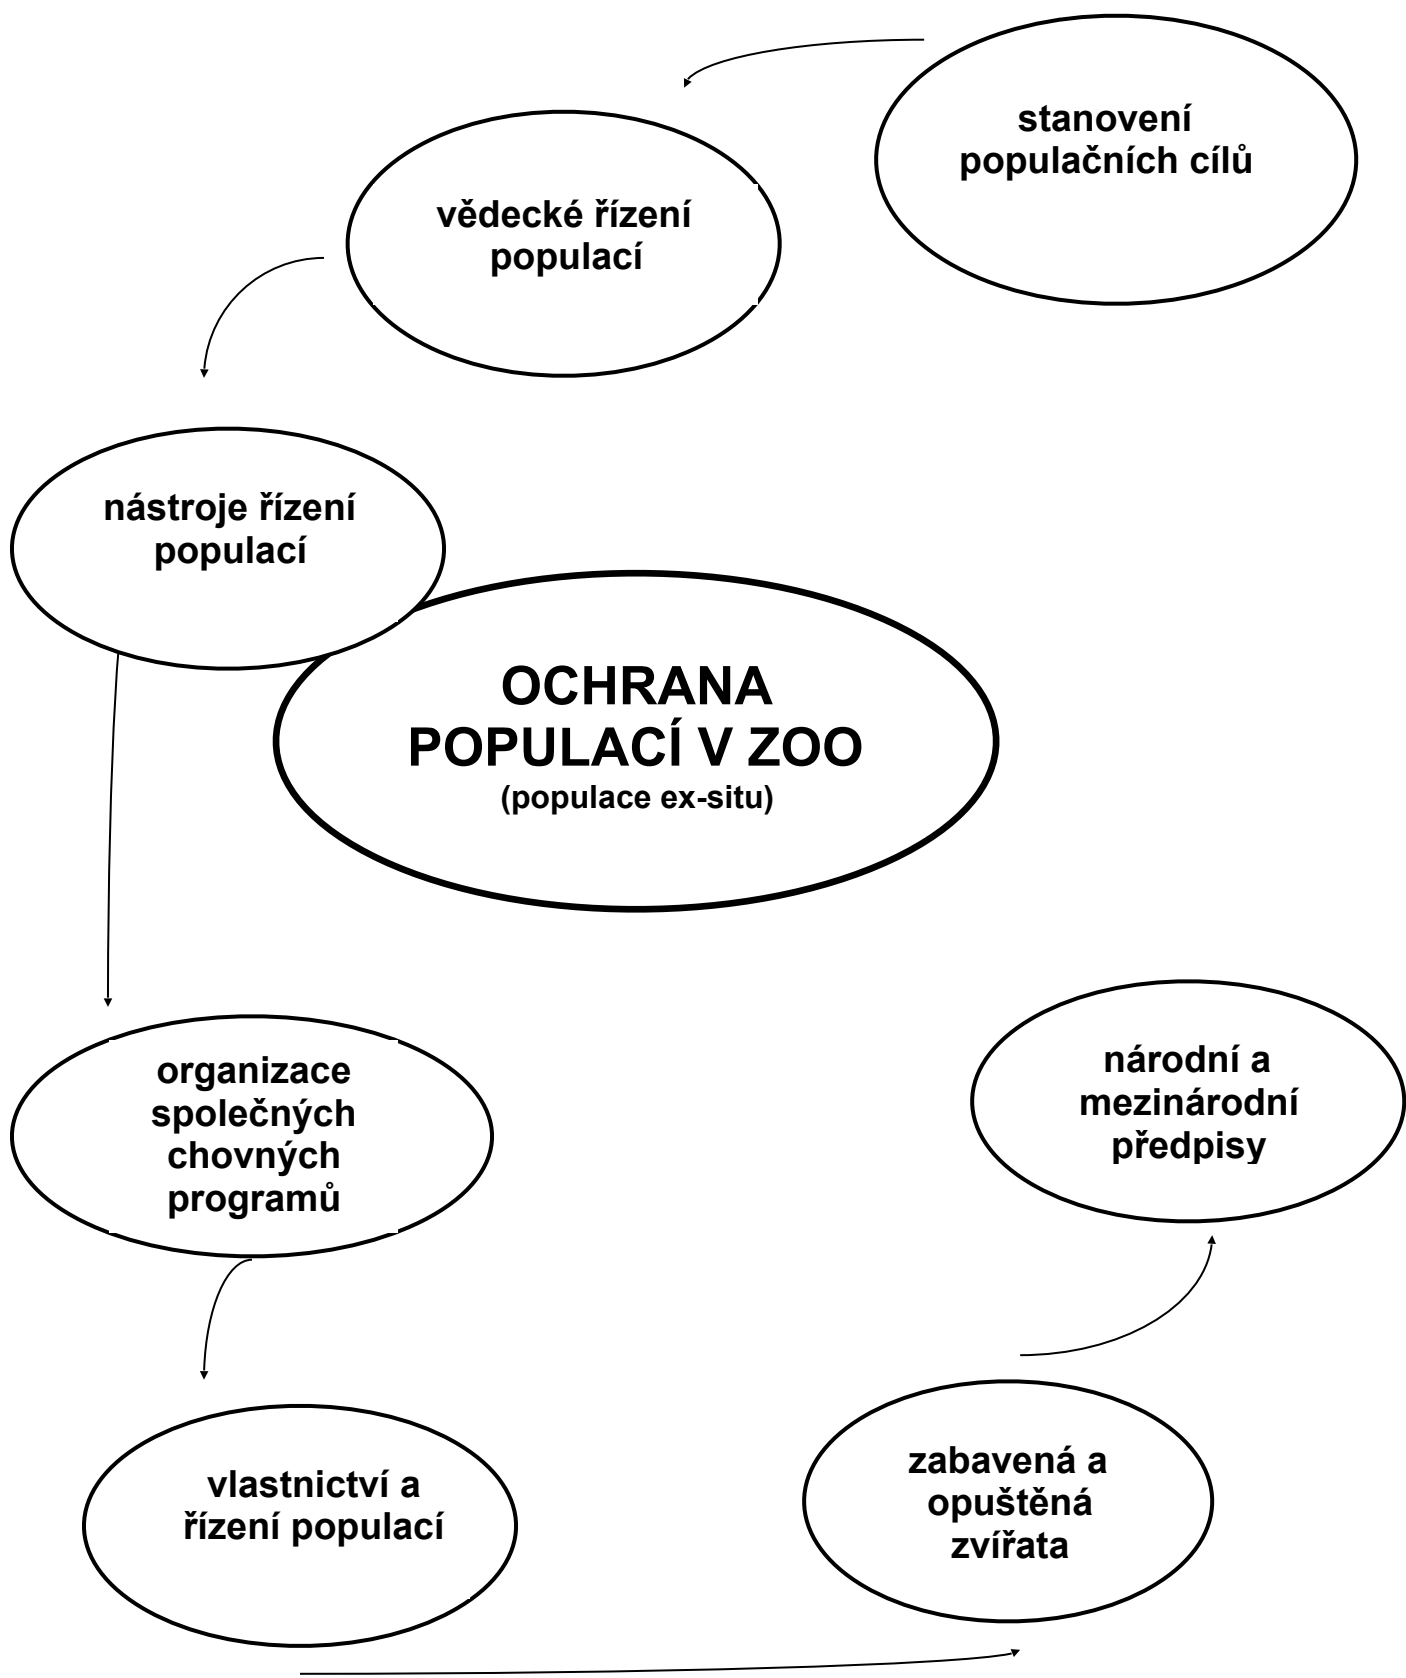 stanovení
populačních cílů
vědecké řízení
populací
nástroje řízení
populací
OCHRANA
POPULACÍ V ZOO
(populace ex-situ)
organizace
společných
chovných
programů
vlastnictví a
řízení populací
zabavená a
opuštěná
zvířata
národní a
mezinárodní
předpisy